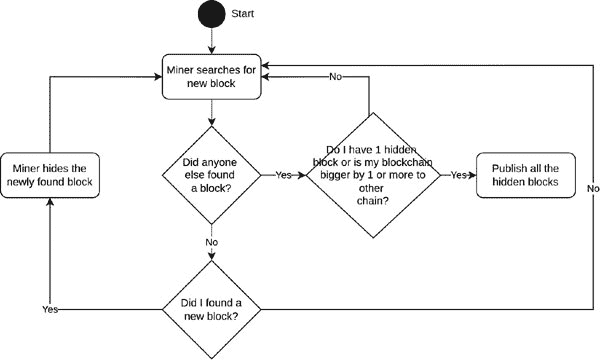 Start
Miner searches for
new block
No
Miner hides the
newly found block
Did anyone
else found
a block?
Yes
Do I have 1 hidden
block or is my blockchain
bigger by 1 or more to
other
chain?
Yes
Publish all the
hidden blocks
No
No
Did I found a
new block?
Yes